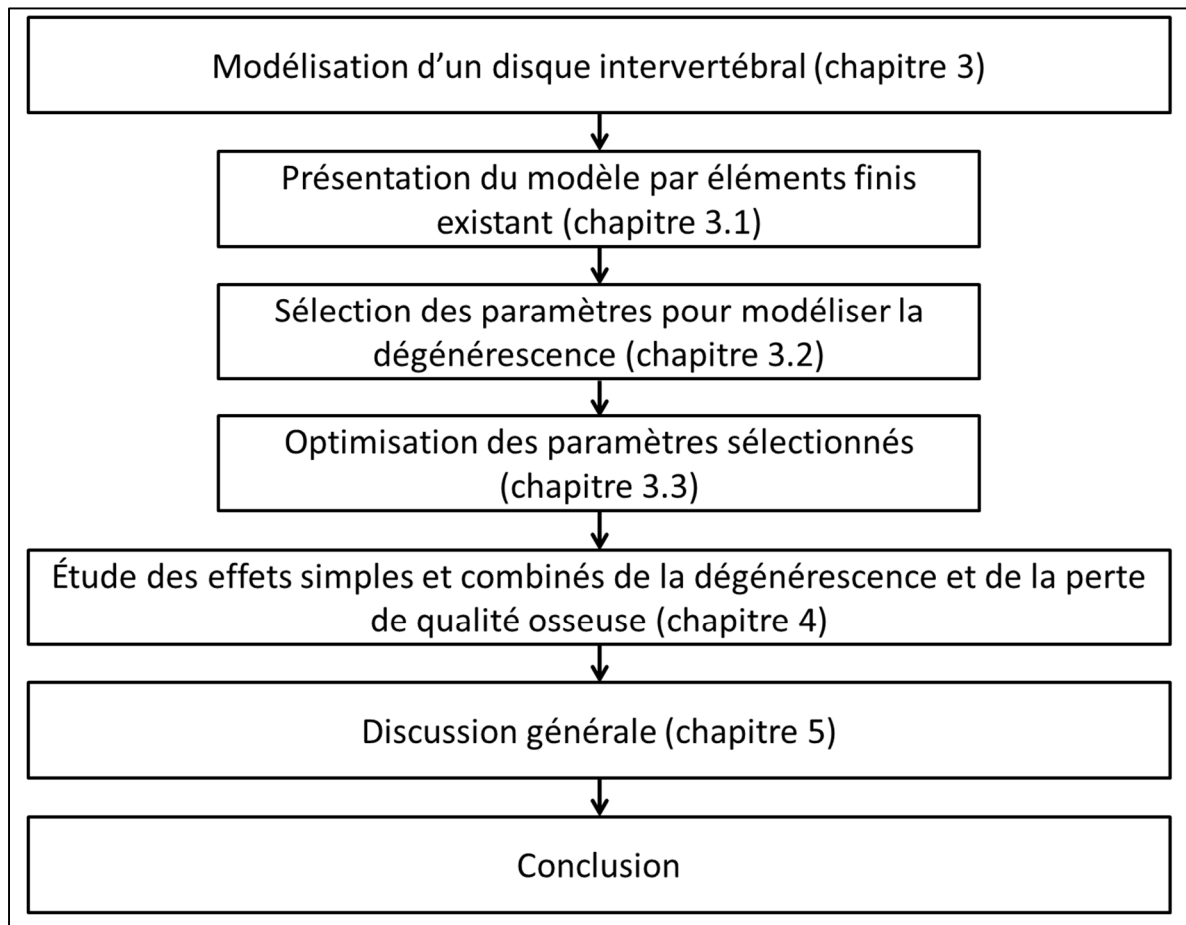 Modélisation d’un disque intervertébral (chapitre 3)
Présentation du modèle par éléments finis
existant (chapitre 3.1)
Sélection des paramètres pour modéliser la
dégénérescence (chapitre 3.2)
Optimisation des paramètres sélectionnés
(chapitre 3.3)
Étude des effets simples et combinés de la dégénérescence et de la perte
de qualité osseuse (chapitre 4)
Discussion générale (chapitre 5)
Conclusion